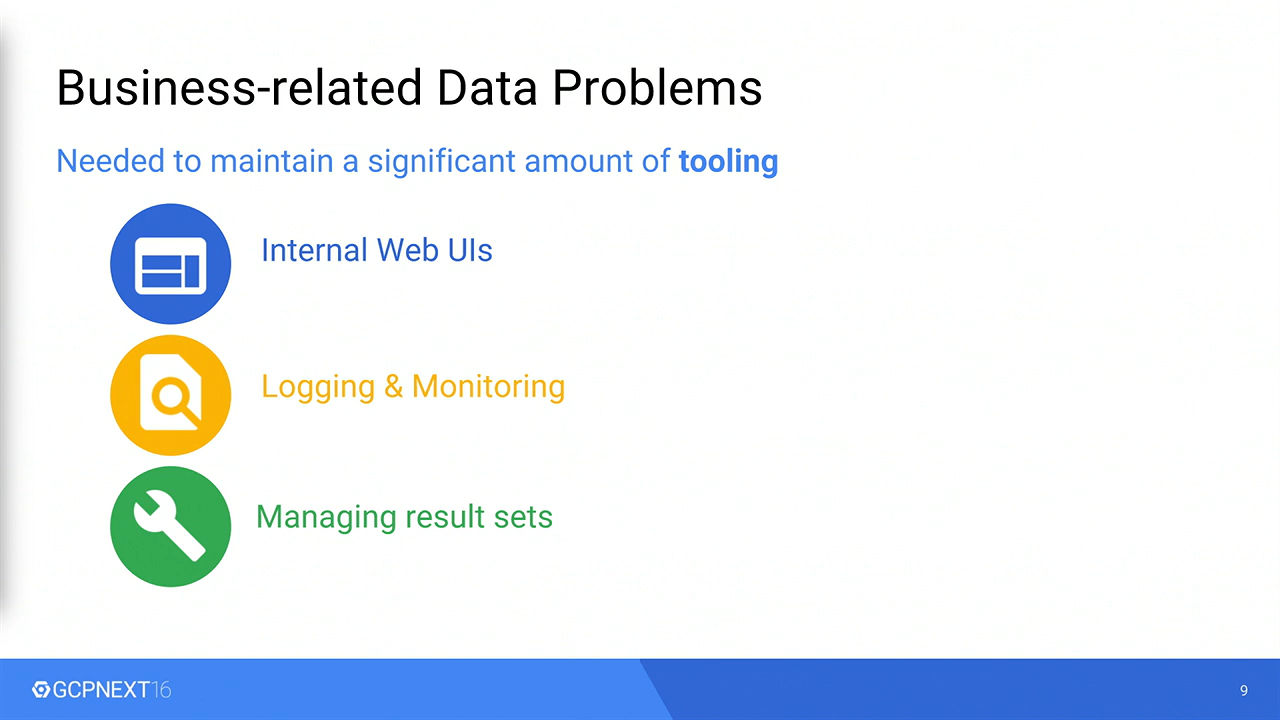 Business-related Data Problems
Needed to maintain a significant amount of tooling
Internal Web UIs
Logging & Monitoring
Managing result sets
GCPNEXT16
9